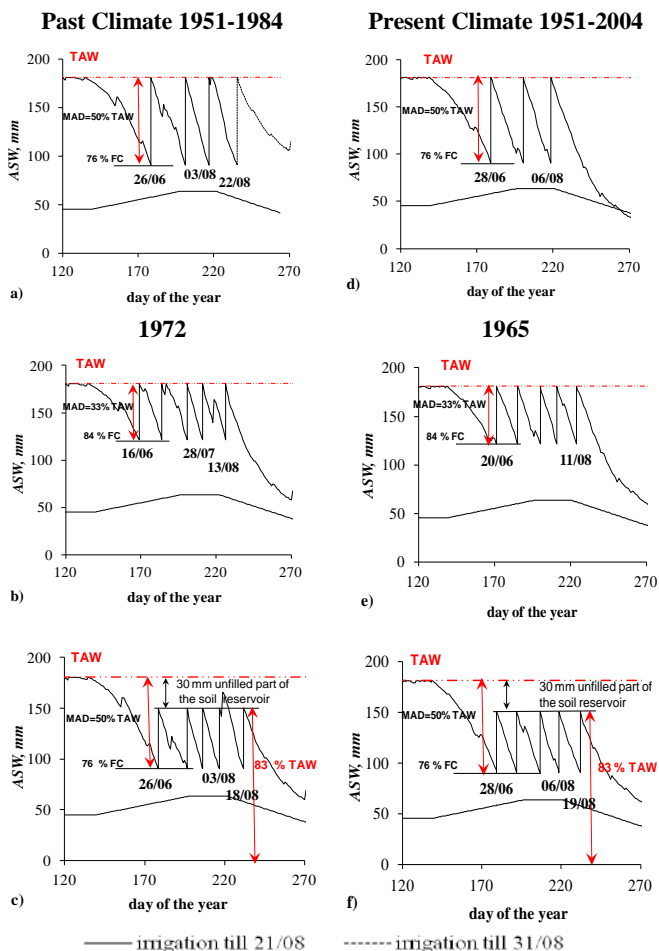 Past Climate 1951-1984
Present Climate 1951-2004
TAW
200
150
100
50
0
ASW, mm
MAD=50% TAW
76 % FC
26/06
03/08
22/08
120
170
220
270
day of the year
a)
TAW
200
150
100
50
0
ASW, mm
MAD=50% TAW
76 % FC
28/06
06/08
120
170
220
270
day of the year
d)
1972
1965
TAW
200
150
100
50
0
ASW, mm
MAD=33% TAW
84 % FC
16/06
28/07
13/08
120
170
220
270
day of the year
b)
TAW
200
150
100
50
0
ASW, mm
MAD=33% TAW
84 % FC
20/06
11/08
120
170
220
270
day of the year
e)
TAW
200
150
100
50
0
ASW, mm
30 mm unfilled part of
the soil reservoir
MAD=50% TAW
76 % FC
26/06
03/08
18/08
83 % TAW
120
170
220
270
day of the year
c)
TAW
200
150
100
50
0
ASW, mm
30 mm unfilled part of
the soil reservoir
MAD=50% TAW
76 % FC
28/06
06/08
19/08
83 % TAW
120
170
220
270
day of the year
f)
irrigation till 21/08
irrigation till 31/08